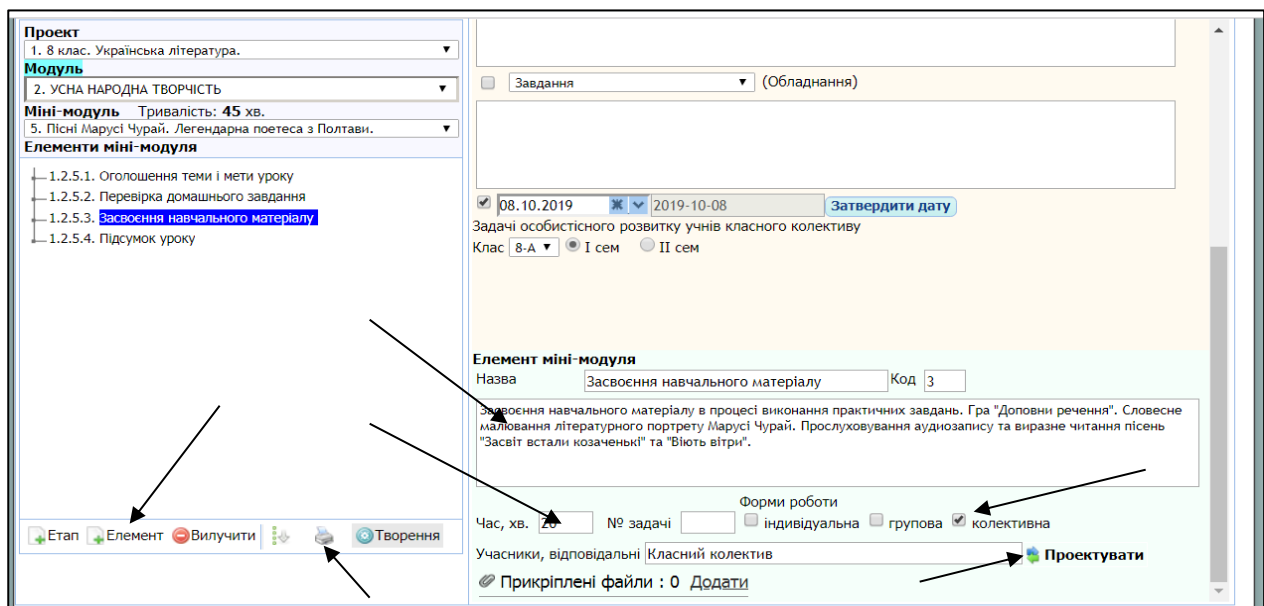 Проект
1. 8 клас. Українська література.
Модуль
2. УСНА НАРОДНА ТВОРЧІСТЬ
Міні-модуль Тривалість: 45 хв.
5. Пісні Марусі Чурай. Легендарна поетеса з Полтави.
Елементи міні-модуля
1.2.5.1. Оголошення теми і мети уроку
1.2.5.2. Перевірка домашнього завдання
1.2.5.3. Засвоєння навчального матеріалу
1.2.5.4. Підсумок уроку
Етап Елемент Вилучити Творення
Завдання (Обладнання)
08.10.2019 2019-10-08 Затвердити дату
Задачі особистісного розвитку учнів класного колективу
Клас 8-А I сем II сем
Елемент міні-модуля
Назва Засвоєння навчального матеріалу Код 3
Засвоєння навчального матеріалу в процесі виконання практичних завдань. Гра "Доповни речення". Словесне
малювання літературного портрету Марусі Чурай. Прослуховування аудиозапису та виразне читання пісень
"Засвіт встали козаченькі" та "Віють вітри".
Форми роботи
Час, хв. 20 № задачі індивідуальна групова колективна
Учасники, відповідальні Класний колектив Проектувати
Прикріплені файли : 0 Додати